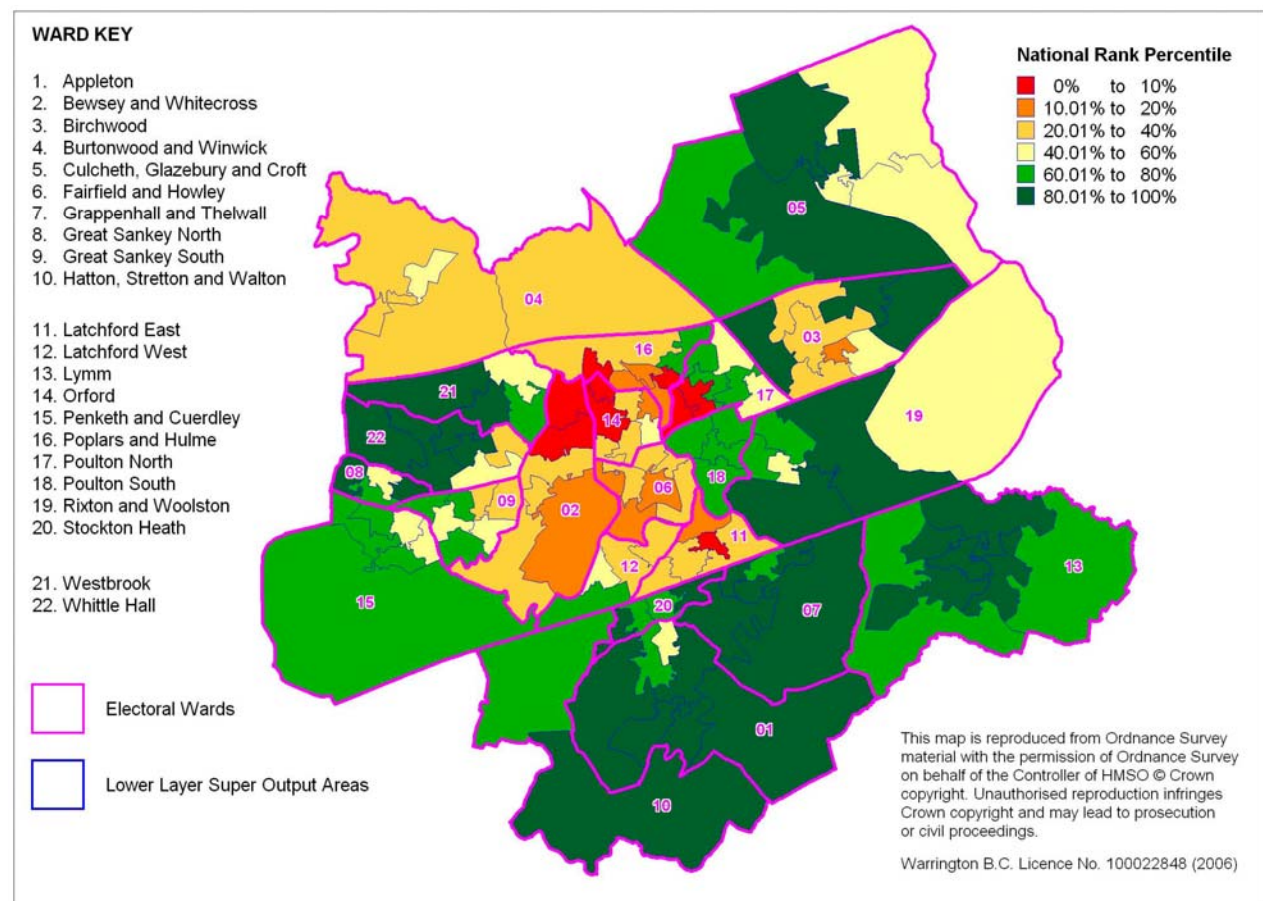 WARD KEY
1. Appleton
2. Bewsey and Whitecross
3. Birchwood
4. Burtonwood and Winwick
5. Culcheth, Glazebury and Croft
6. Fairfield and Howley
7. Grappenhall and Thelwall
8. Great Sankey North
9. Great Sankey South
10. Hatton, Stretton and Walton
11. Latchford East
12. Latchford West
13. Lymm
14. Orford
15. Penketh and Cuerdley
16. Poplars and Hulme
17. Poulton North
18. Poulton South
19. Rixton and Woolston
20. Stockton Heath
21. Westbrook
22. Whittle Hall
Electoral Wards
Lower Layer Super Output Areas
National Rank Percentile
0% to 10%
10.01% to 20%
20.01% to 40%
40.01% to 60%
60.01% to 80%
80.01% to 100%
05
04
03
16
21
17
19
14
22
08
18
09
02
06
11
12
13
15
20
07
01
10
This map is reproduced from Ordnance Survey
material with the permission of Ordnance Survey
on behalf of the Controller of HMSO © Crown
copyright. Unauthorised reproduction infringes
Crown copyright and may lead to prosecution
or civil proceedings.
Warrington B.C. Licence No. 100022848 (2006)